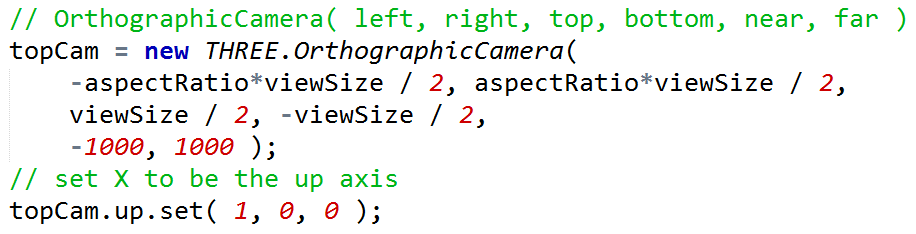 // OrthographicCamera( left, right, top, bottom, near, far )
topCam = new THREE.OrthographicCamera(
-aspectRatio*viewSize / 2, aspectRatio*viewSize / 2,
viewSize / 2, -viewSize / 2,
-1000, 1000 );
// set X to be the up axis
topCam.up.set( 1, 0, 0 );